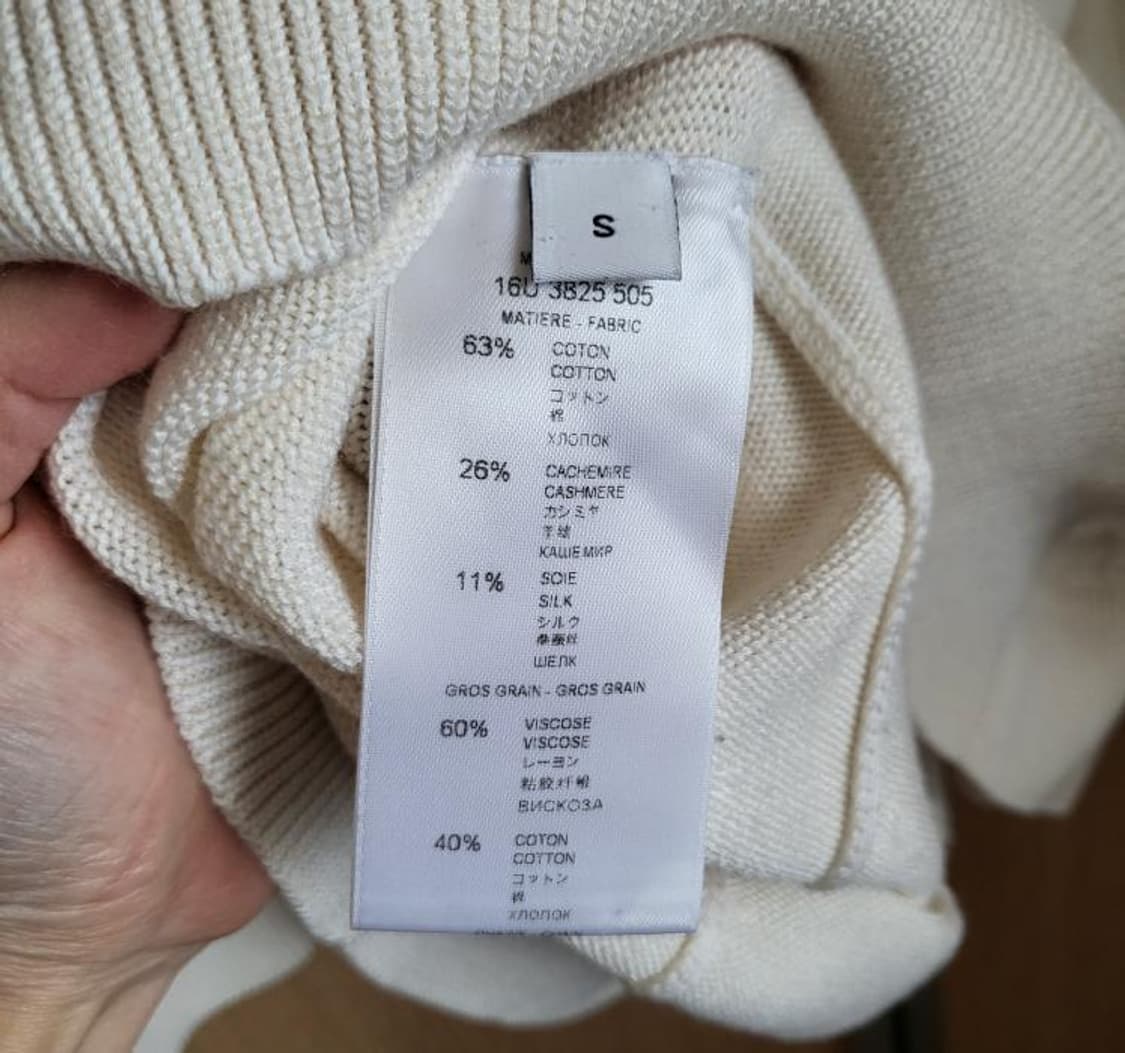 S
16U 3825 505
MATIERE - FABRIC
63% COTON
COTTON
コットン
棉
ХЛОПОК
26% CACHEMIRE
CASHMERE
カシミヤ
羊绒
КАШЕМИР
11% SOIE
SILK
シルク
桑蚕丝
ШЕЛК
GROS GRAIN - GROS GRAIN
60% VISCOSE
VISCOSE
レーヨン
粘胶纤维
ВИСКОЗА
40% COTON
COTTON
コットン
棉
ХЛОПОК